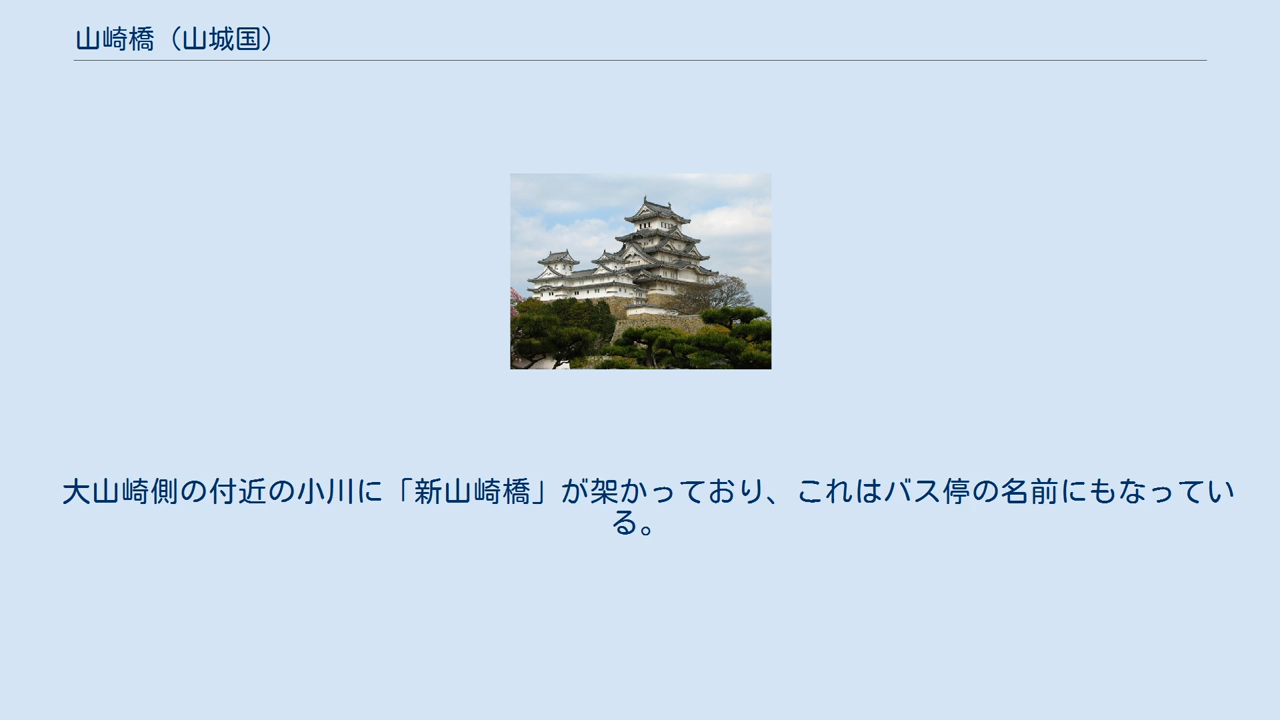 山崎橋（山城国）
大山崎側の付近の小川に「新山崎橋」が架かっており、これはバス停の名前にもなってい
る。